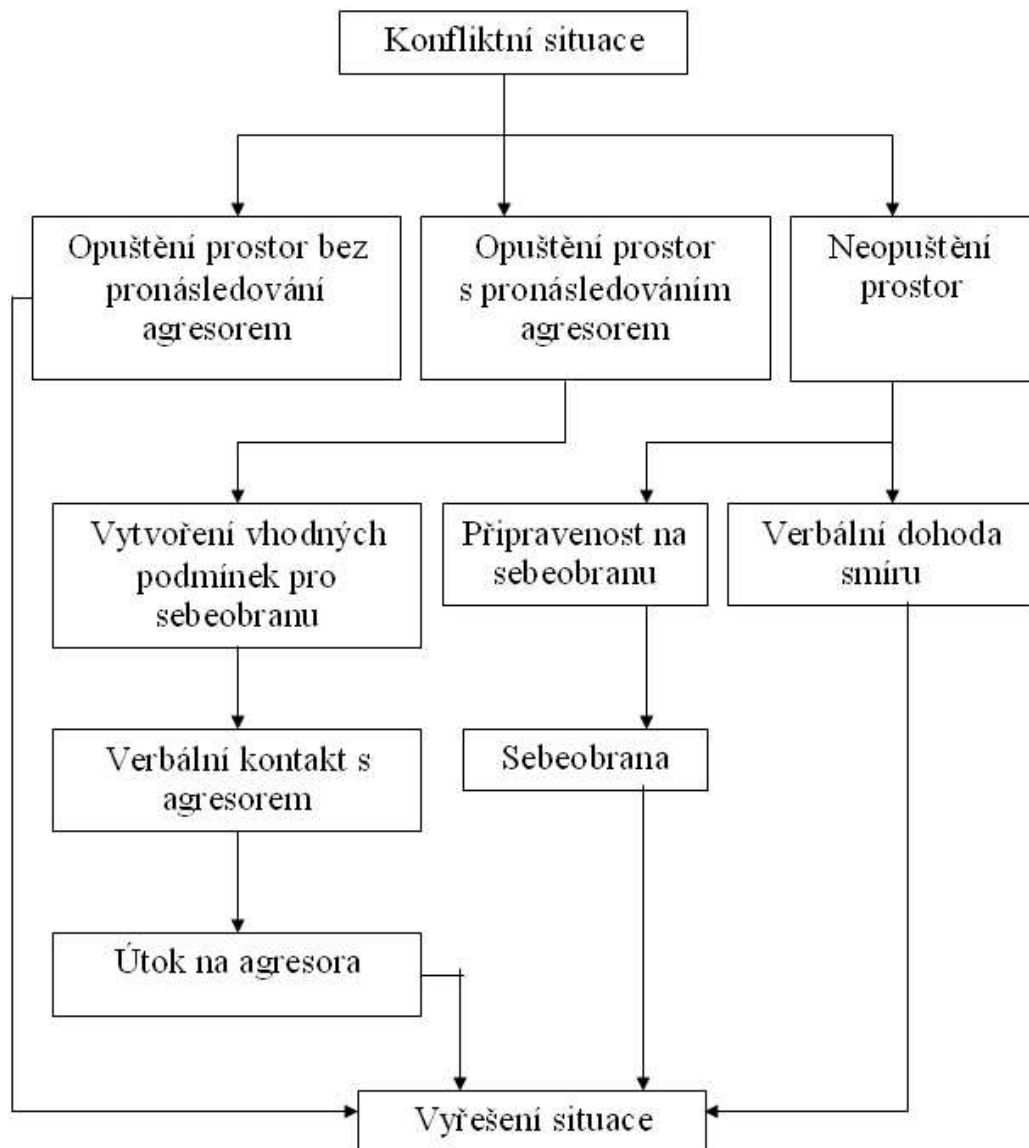 Konfliktní situace
Opuštění prostor bez
pronásledování
agresorem
Opuštění prostor
s pronásledováím
agresorem
Neopuštění
prostor
Vytvoření vhodných
podmínek pro
sebeobranu
Připravenost na
sebeobranu
Verbální dohoda
smíru
Verbální kontakt s
agresorem
Sebeobrana
Útok na agresora
Vyřešení situace